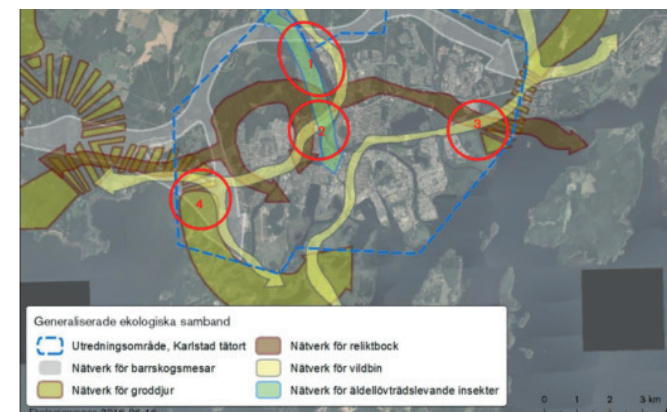 1
2
3
4
Generaliserade ekologiska samband
Utredningsområde, Karlstad tätort
Nätverk för barrskogsmesar
Nätverk för groddjur
Nätverk för reliktbock
Nätverk för vildbin
Nätverk för ädellövträdslevande insekter
0 1 2 3 km